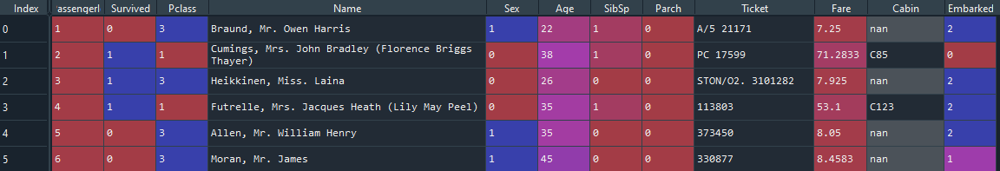 Index assengerI Survived Pclass Name Sex Age SibSp Parch Ticket Fare Cabin Embarked
0 1 0 3 Braund, Mr. Owen Harris 1 22 1 0 A/5 21171 7.25 nan 2
1 2 1 1 Cumings, Mrs. John Bradley (Florence Briggs Thayer) 0 38 1 0 PC 17599 71.2833 C85 0
2 3 1 3 Heikkinen, Miss. Laina 0 26 0 0 STON/O2. 3101282 7.925 nan 2
3 4 1 1 Futrelle, Mrs. Jacques Heath (Lily May Peel) 0 35 1 0 113803 53.1 C123 2
4 5 0 3 Allen, Mr. William Henry 1 35 0 0 373450 8.05 nan 2
5 6 0 3 Moran, Mr. James 1 45 0 0 330877 8.4583 nan 1